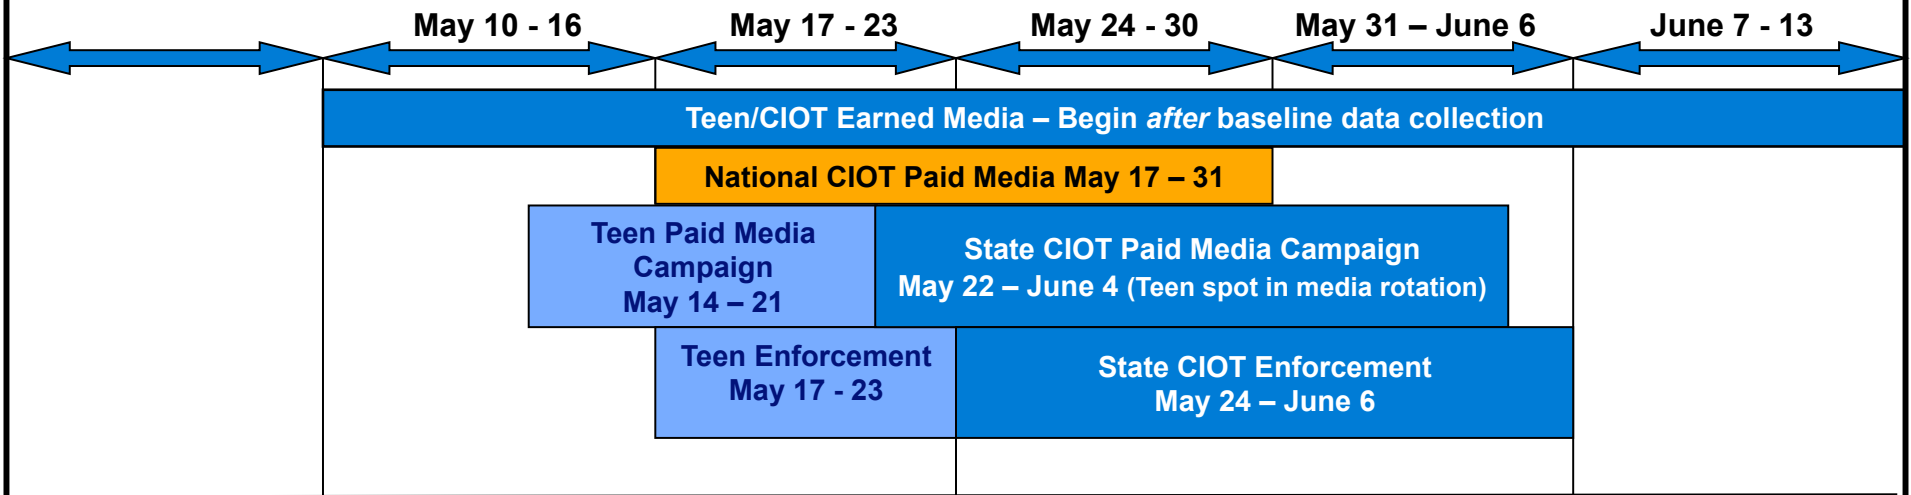 May 10 - 16
May 17 - 23
May 24 - 30
May 31 – June 6
June 7 - 13
Teen/CIOT Earned Media – Begin after baseline data collection
National CIOT Paid Media May 17 – 31
Teen Paid Media
Campaign
May 14 – 21
State CIOT Paid Media Campaign
May 22 – June 4 (Teen spot in media rotation)
Teen Enforcement
May 17 - 23
State CIOT Enforcement
May 24 – June 6